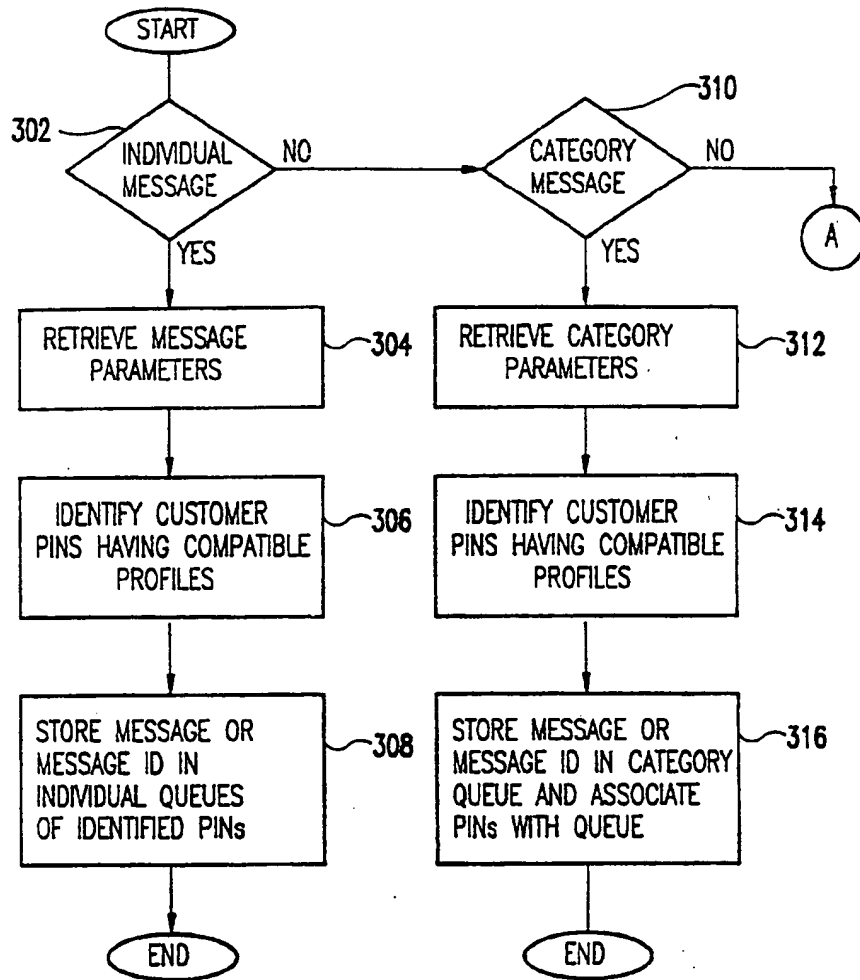 START
302
INDIVIDUAL
MESSAGE
NO
YES
310
CATEGORY
MESSAGE
NO
YES
A
RETRIEVE MESSAGE
PARAMETERS
304
RETRIEVE CATEGORY
PARAMETERS
312
IDENTIFY CUSTOMER
PINS HAVING COMPATIBLE
PROFILES
306
IDENTIFY CUSTOMER
PINS HAVING COMPATIBLE
PROFILES
314
STORE MESSAGE OR
MESSAGE ID IN
INDIVIDUAL QUEUES
OF IDENTIFIED PINs
308
STORE MESSAGE OR
MESSAGE ID IN CATEGORY
QUEUE AND ASSOCIATE
PINs WITH QUEUE
316
END
END